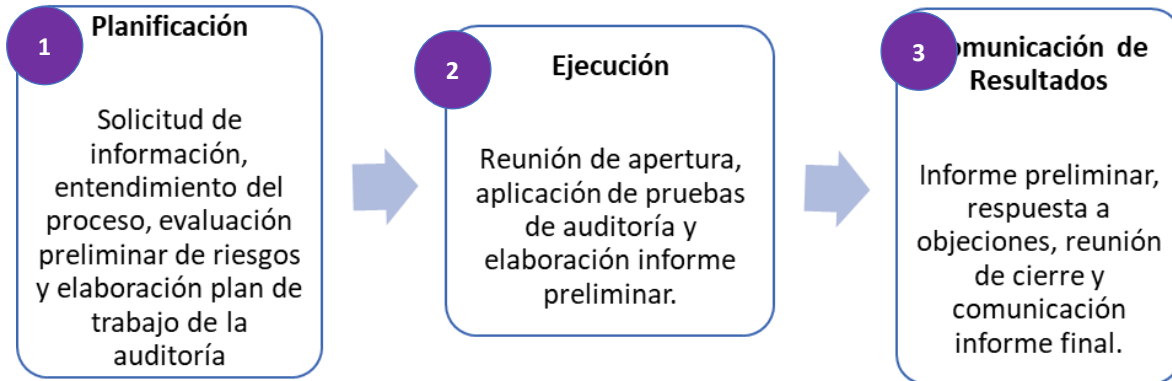 1
Planificación
Solicitud de
información,
entendimiento del
proceso, evaluación
preliminar de riesgos
y elaboración plan de
trabajo de la
auditoría
2
Ejecución
Reunión de apertura,
aplicación de pruebas
de auditoría y
elaboración informe
preliminar.
3
omunicación de
Resultados
Informe preliminar,
respuesta a
objeciones, reunión
de cierre y
comunicación
informe final.